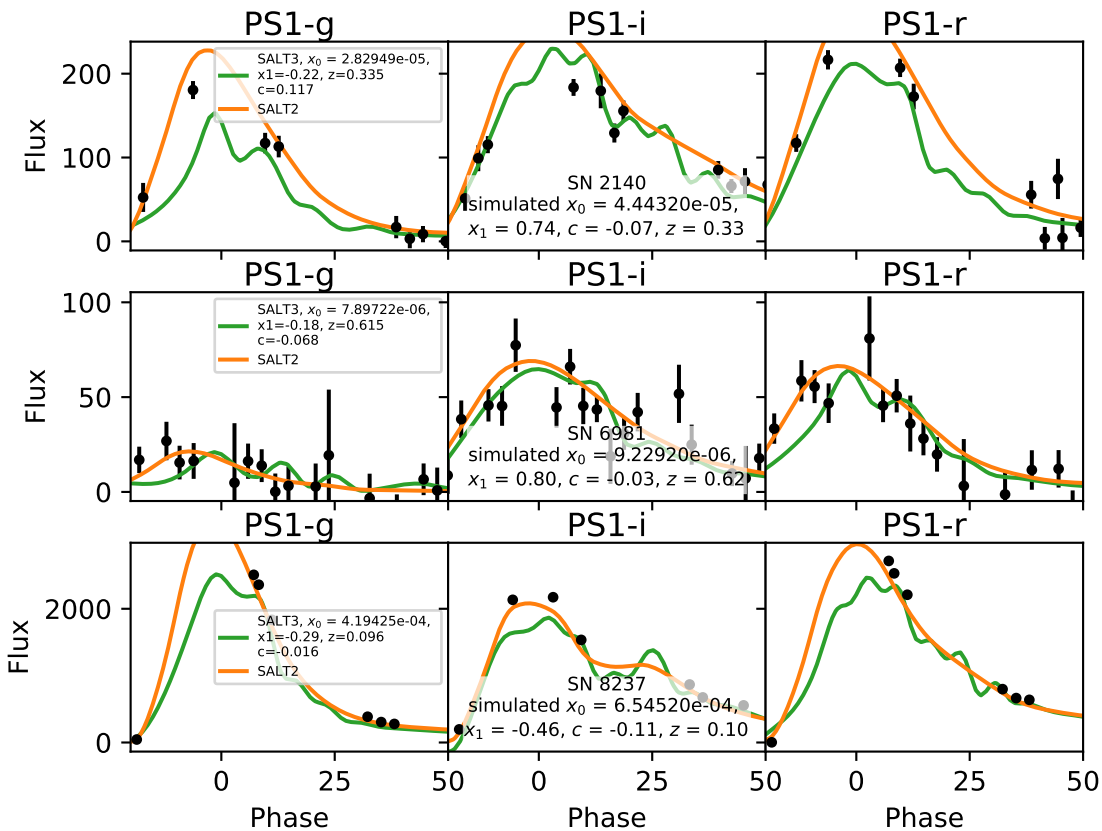 PS1-g PS1-i PS1-r
200
100
0
Flux
SALT3, x₀ = 2.82949e-05,
x1=-0.22, z=0.335
c=0.117
SALT2
SN 2140
simulated x₀ = 4.44320e-05,
x₁ = 0.74, c = -0.07, z = 0.33
PS1-g PS1-i PS1-r
100
50
0
Flux
SALT3, x₀ = 7.89722e-06,
x1=-0.18, z=0.615
c=-0.068
SALT2
SN 6981
simulated x₀ = 9.22920e-06,
x₁ = 0.80, c = -0.03, z = 0.62
PS1-g PS1-i PS1-r
2000
0
Flux
SALT3, x₀ = 4.19425e-04,
x1=-0.29, z=0.096
c=-0.016
SALT2
SN 8237
simulated x₀ = 6.54520e-04,
x₁ = -0.46, c = -0.11, z = 0.10
0 25 50 0 25 50 0 25 50
Phase Phase Phase